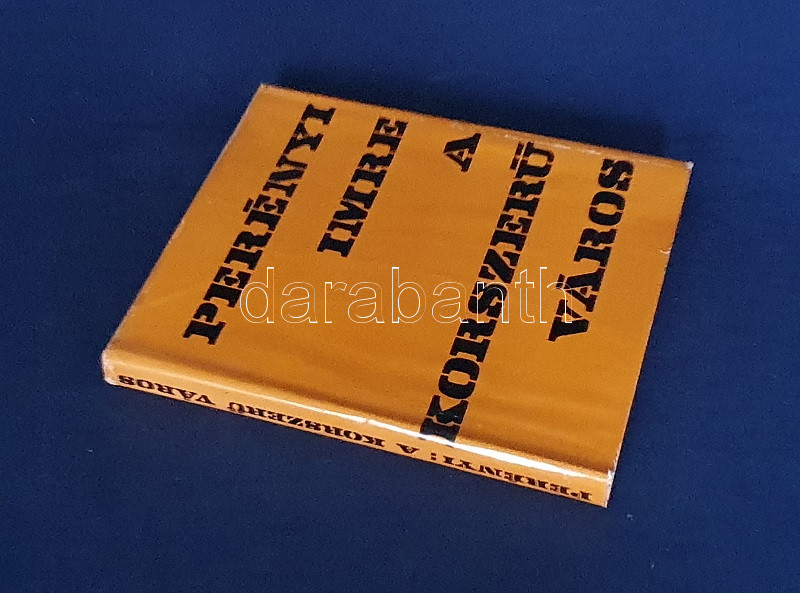 PERÉNYI
IMRE
A
KORSZERŰ
VÁROS
PERÉNYI: A KORSZERŰ VÁROS
darabanth